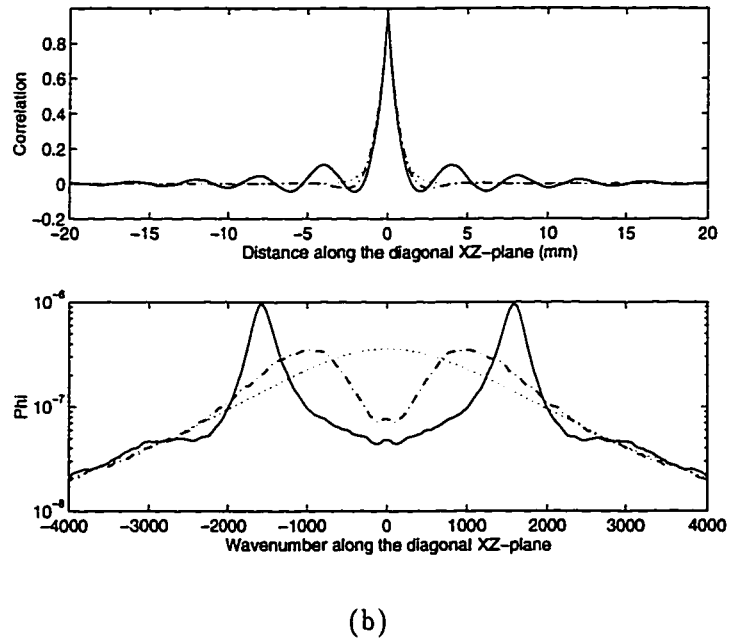 0.8
0.6
0.4
0.2
0
−0.2
Correlation
−20 −15 −10 −5 0 5 10 15 20
Distance along the diagonal XZ−plane (mm)
10−6
10−7
10−8
Phi
−4000 −3000 −2000 −1000 0 1000 2000 3000 4000
Wavenumber along the diagonal XZ−plane
(b)